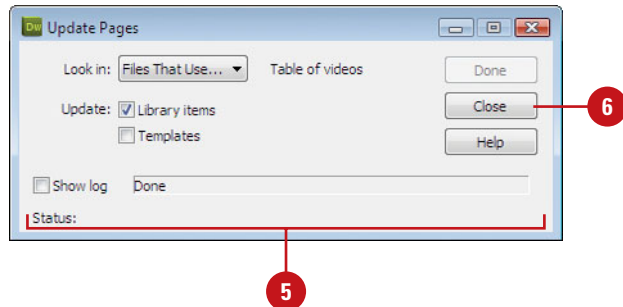 Dw Update Pages
Look in: Files That Use... Table of videos Done
Update: Library items Close 6
Templates Help
Show log Done
Status:
5